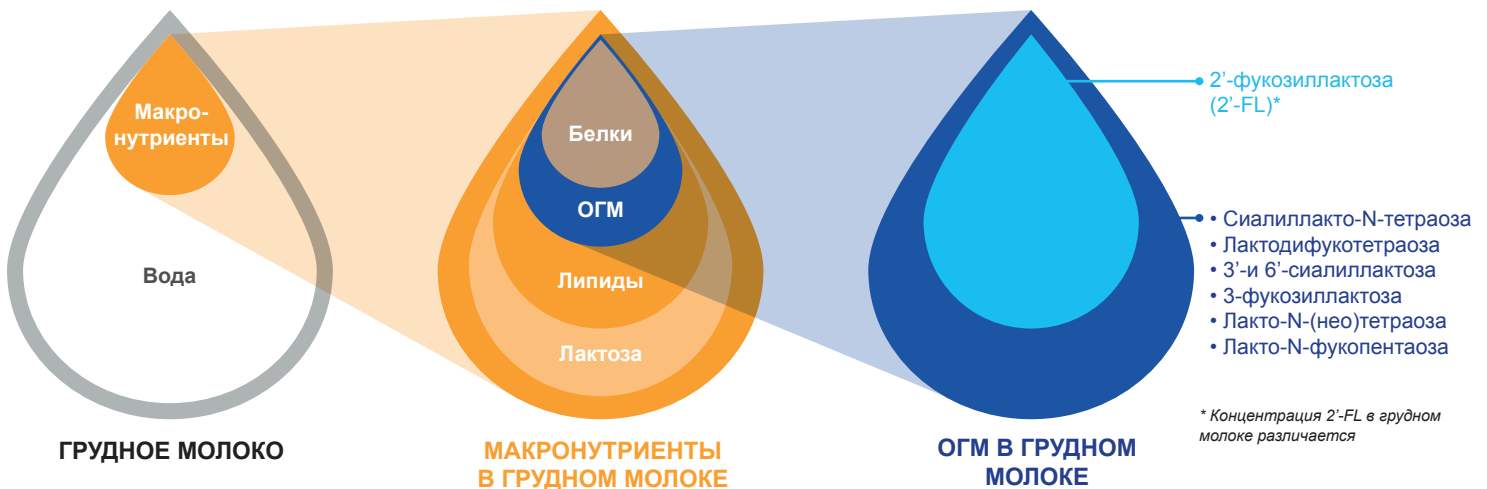 Макро-
нутриенты
Вода
ГРУДНОЕ МОЛОКО
Белки
ОГМ
Липиды
Лактоза
МАКРОНУТРИЕНТЫ
В ГРУДНОМ МОЛОКЕ
2’-фукозиллактоза
(2’-FL)*
• Сиалиллакто-N-тетраоза
• Лактодифукотетраоза
• 3’-и 6’-сиалиллактоза
• 3-фукозиллактоза
• Лакто-N-(нео)тетраоза
• Лакто-N-фукопентаоза
* Концентрация 2’-FL в грудном
молоке различается
ОГМ В ГРУДНОМ
МОЛОКЕ